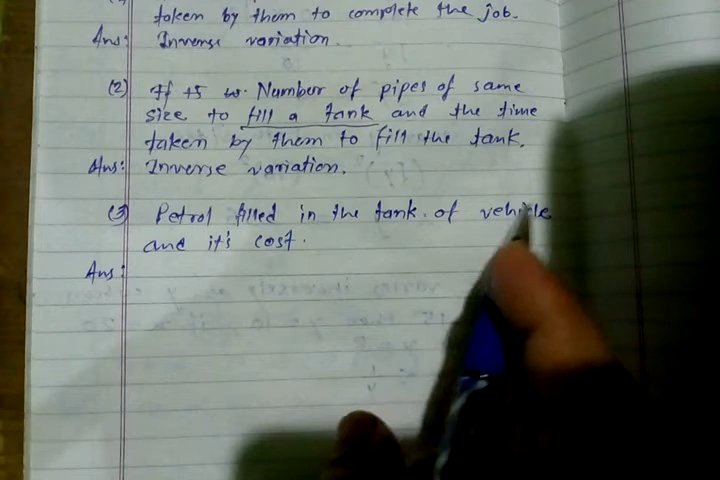 taken by them to complete the job.
Ans: Inverse variation.
(2) If 15 w. Number of pipes of same
size to fill a tank and the time
taken by them to fill the tank.
Ans: Inverse variation.
(3) Petrol filled in the tank of vehicle
and it's cost.
Ans: